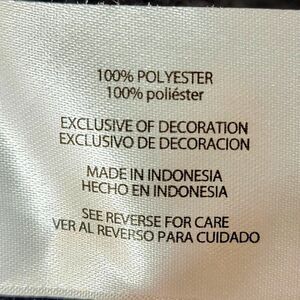 100% POLYESTER
100% poliéster
EXCLUSIVE OF DECORATION
EXCLUSIVO DE DECORACION
MADE IN INDONESIA
HECHO EN INDONESIA
SEE REVERSE FOR CARE
VER AL REVERSO PARA CUIDADO